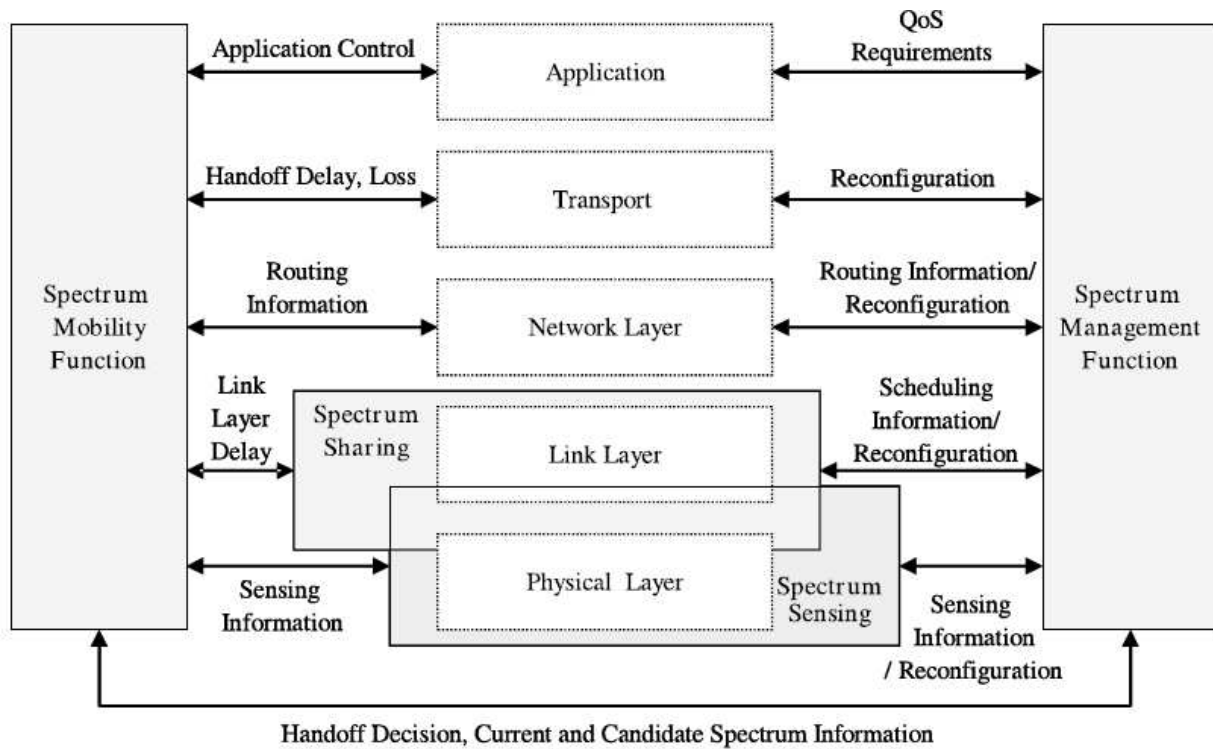 Application Control
Application
QoS
Requirements
Handoff Delay, Loss
Transport
Reconfiguration
Spectrum
Mobility
Function
Routing
Information
Network Layer
Routing Information/
Reconfiguration
Spectrum
Management
Function
Link
Layer
Delay
Spectrum
Sharing
Link Layer
Scheduling
Information/
Reconfiguration
Sensing
Information
Physical Layer
Spectrum
Sensing
Sensing
Information
/ Reconfiguration
Handoff Decision, Current and Candidate Spectrum Information